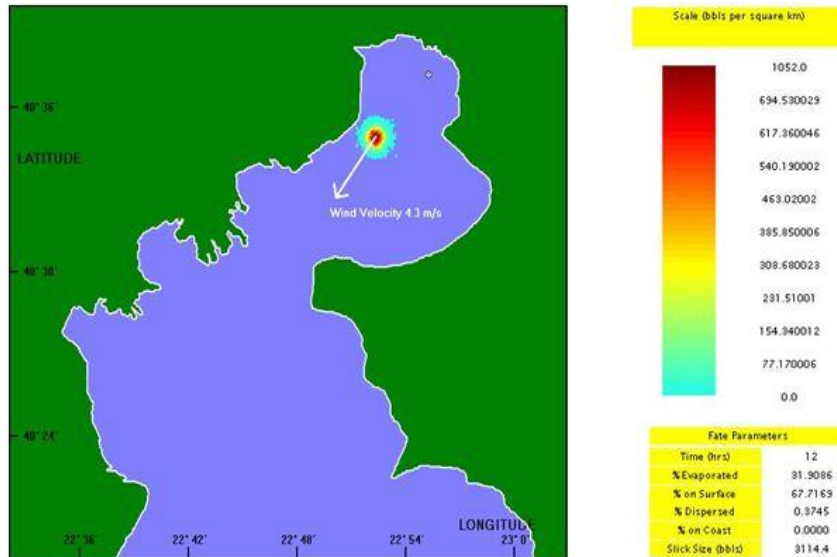 Scale (bbls per square km)
1052.0
694.530029
617.360046
540.190002
463.02002
385.850006
308.680023
231.51001
154.340012
77.170006
0.0
40° 36'
LATITUDE
Wind Velocity 4.3 m/s
40° 30'
40° 24'
LONGITUDE
22° 36' 22° 42' 22° 48' 22° 54' 23° 0'
Fate Parameters
Time (hrs) 12
%Evaporated 31.9086
% on Surface 67.7169
% Dispersed 0.3745
% on Coast 0.0000
Slick Size (bbls) 3114.4